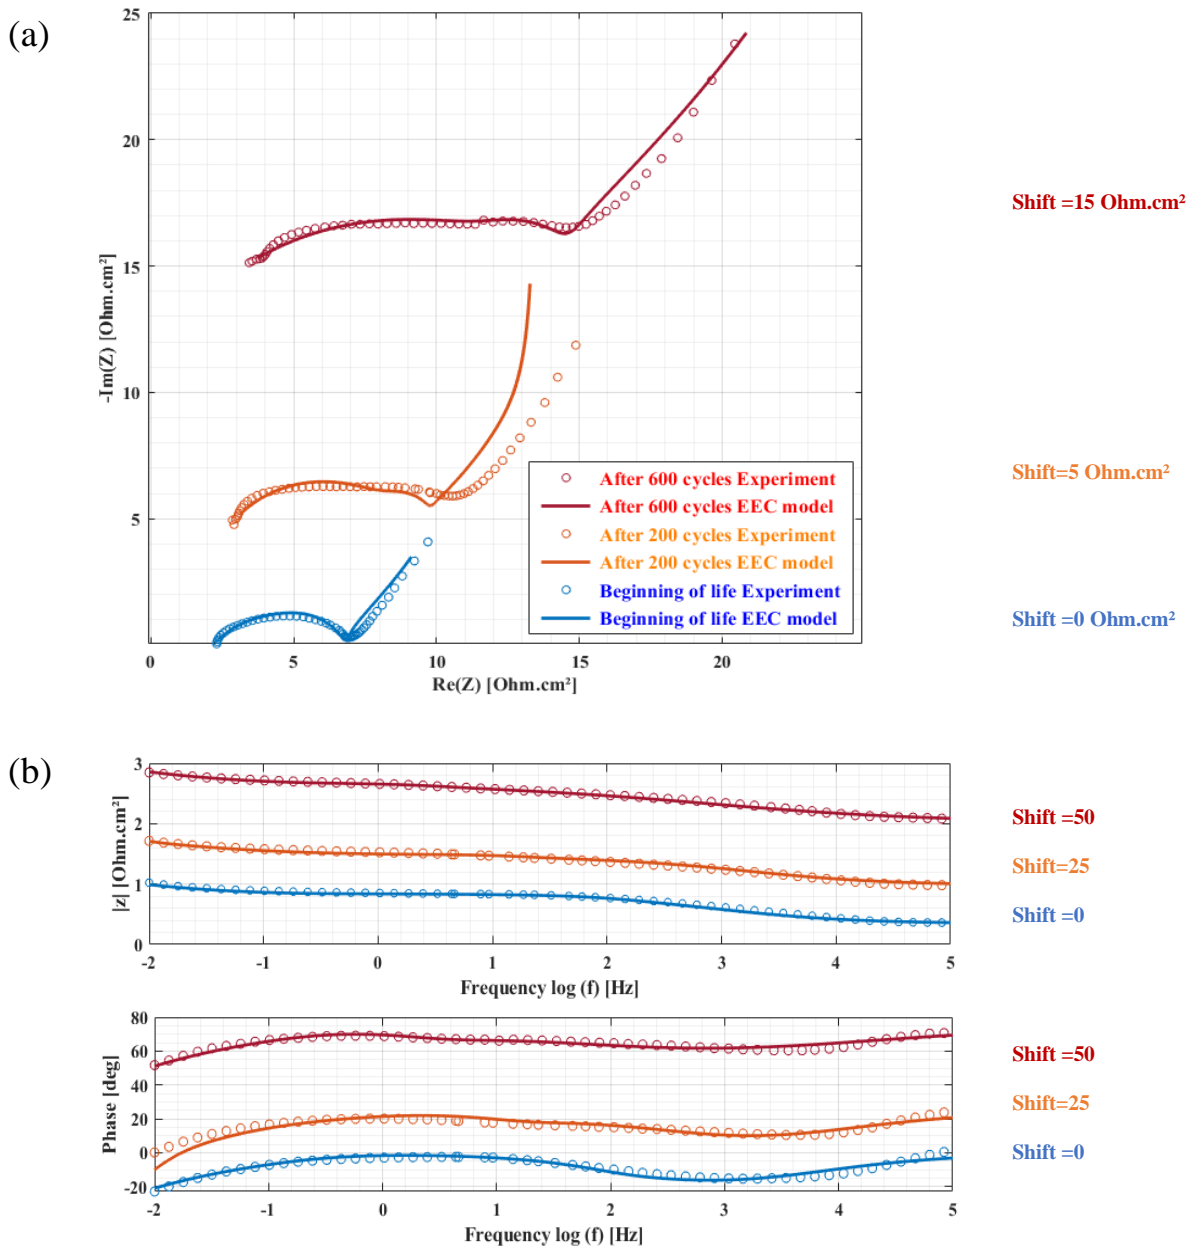 (a)
25
20
15
10
5
-Im(Z) [Ohm.cm²]
0 5 10 15 20
Re(Z) [Ohm.cm²]
After 600 cycles Experiment
After 600 cycles EEC model
After 200 cycles Experiment
After 200 cycles EEC model
Beginning of life Experiment
Beginning of life EEC model
Shift =15 Ohm.cm²
Shift=5 Ohm.cm²
Shift =0 Ohm.cm²
(b)
3
2
1
0
|z| [Ohm.cm²]
-2 -1 0 1 2 3 4 5
Frequency log (f) [Hz]
Shift =50
Shift=25
Shift =0
80
60
40
20
0
-20
Phase [deg]
-2 -1 0 1 2 3 4 5
Frequency log (f) [Hz]
Shift =50
Shift=25
Shift =0